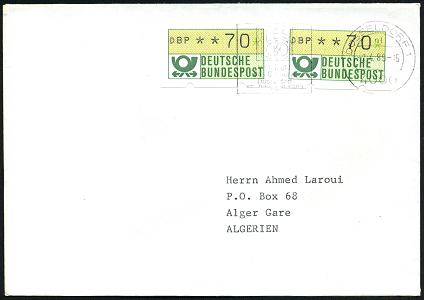 DBP **70
DEUTSCHE
BUNDESPOST
DBP **70
DEUTSCHE
BUNDESPOST
Herrn Ahmed Laroui
P.O. Box 68
Alger Gare
ALGERIEN